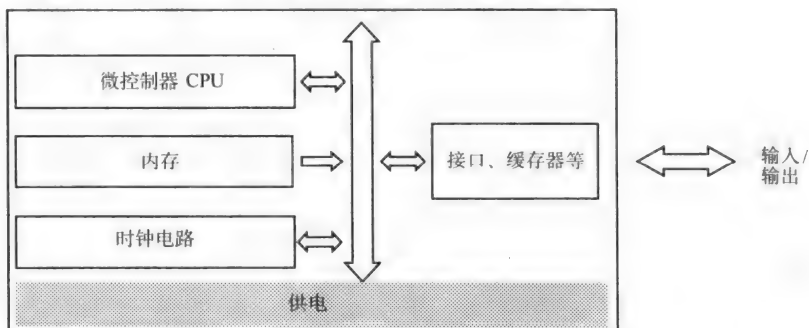 微控制器 CPU
内存
接口、缓存器等
输入/
输出
时钟电路
供电